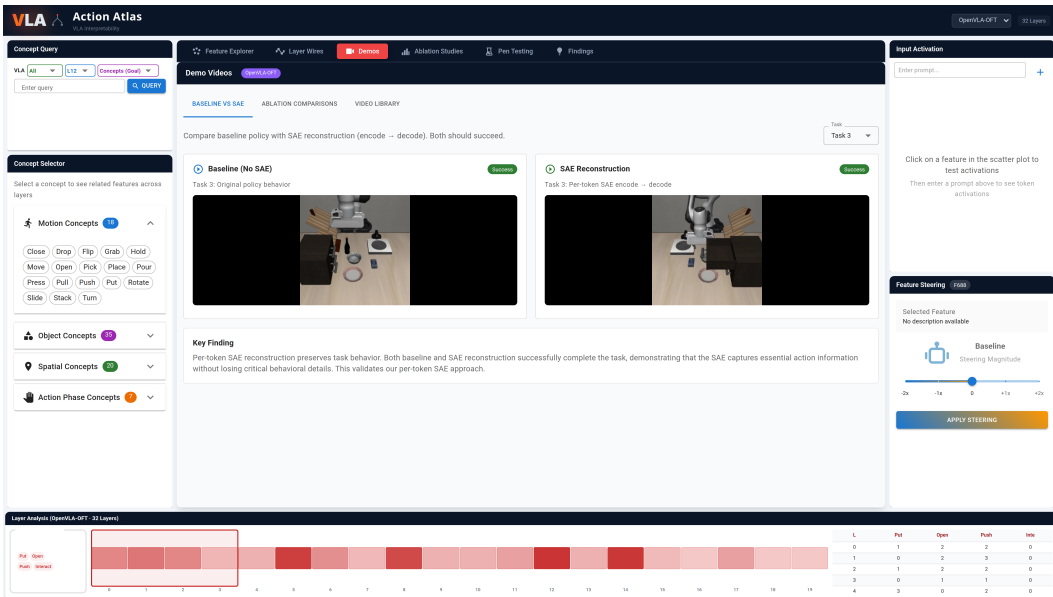 VLA
Action Atlas
VLA Interpretability
OpenVLA-OFT
32 Layers
Concept Query
VLA All L12 Concepts (Goal)
Enter query
QUERY
Concept Selector
Select a concept to see related features across
layers
Motion Concepts 18
Close Drop Flip Grab Hold
Move Open Pick Place Pour
Press Pull Push Put Rotate
Slide Stack Turn
Object Concepts 35
Spatial Concepts 20
Action Phase Concepts 7
Feature Explorer Layer Wires Demos Ablation Studies Pen Testing Findings
Demo Videos OpenVLA-OFT
BASELINE VS SAE ABLATION COMPARISONS VIDEO LIBRARY
Compare baseline policy with SAE reconstruction (encode → decode). Both should succeed.
Task
Task 3
Baseline (No SAE) Success
Task 3: Original policy behavior
SAE Reconstruction Success
Task 3: Per-token SAE encode → decode
Key Finding
Per-token SAE reconstruction preserves task behavior. Both baseline and SAE reconstruction successfully complete the task, demonstrating that the SAE captures essential action information
without losing critical behavioral details. This validates our per-token SAE approach.
Input Activation
Enter prompt...
+
Click on a feature in the scatter plot to
test activations
Then enter a prompt above to see token
activations
Feature Steering F688
Selected Feature
No description available
Baseline
Steering Magnitude
-2x -1x 0 +1x +2x
APPLY STEERING
Layer Analysis (OpenVLA-OFT · 32 Layers)
Put Open
Push Interact
0 1 2 3 4 5 6 7 8 9 10 11 12 13 14 15 16 17 18 19
L Put Open Push Inte
0 1 2 2 0
1 0 2 3 0
2 1 2 2 0
3 0 1 1 0
4 3 0 2 0